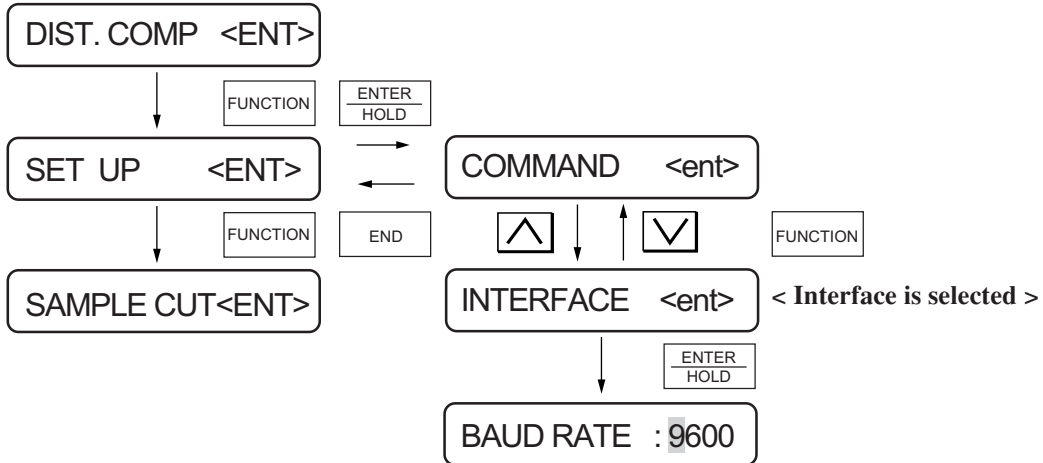 DIST. COMP <ENT>
FUNCTION
ENTER
HOLD
SET UP <ENT>
COMMAND <ent>
FUNCTION
END
FUNCTION
SAMPLE CUT<ENT>
INTERFACE <ent>
< Interface is selected >
ENTER
HOLD
BAUD RATE : 9600